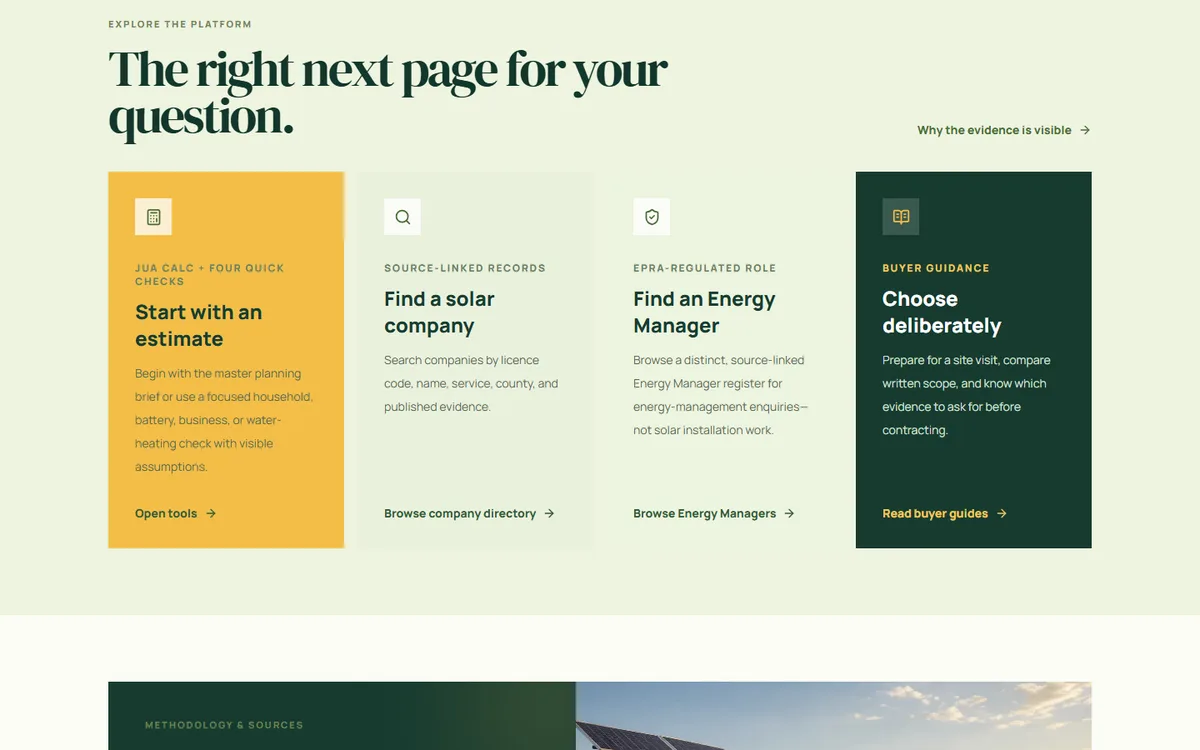 EXPLORE THE PLATFORM
The right next page for your
question.
Why the evidence is visible →
JUA CALC + FOUR QUICK
CHECKS
Start with an
estimate
Begin with the master planning
brief or use a focused household,
battery, business, or water-
heating check with visible
assumptions.
Open tools →
SOURCE-LINKED RECORDS
Find a solar
company
Search companies by licence
code, name, service, county, and
published evidence.
Browse company directory →
EPRA-REGULATED ROLE
Find an Energy
Manager
Browse a distinct, source-linked
Energy Manager register for
energy-management enquiries—
not solar installation work.
Browse Energy Managers →
BUYER GUIDANCE
Choose
deliberately
Prepare for a site visit, compare
written scope, and know which
evidence to ask for before
contracting.
Read buyer guides →
METHODOLOGY & SOURCES